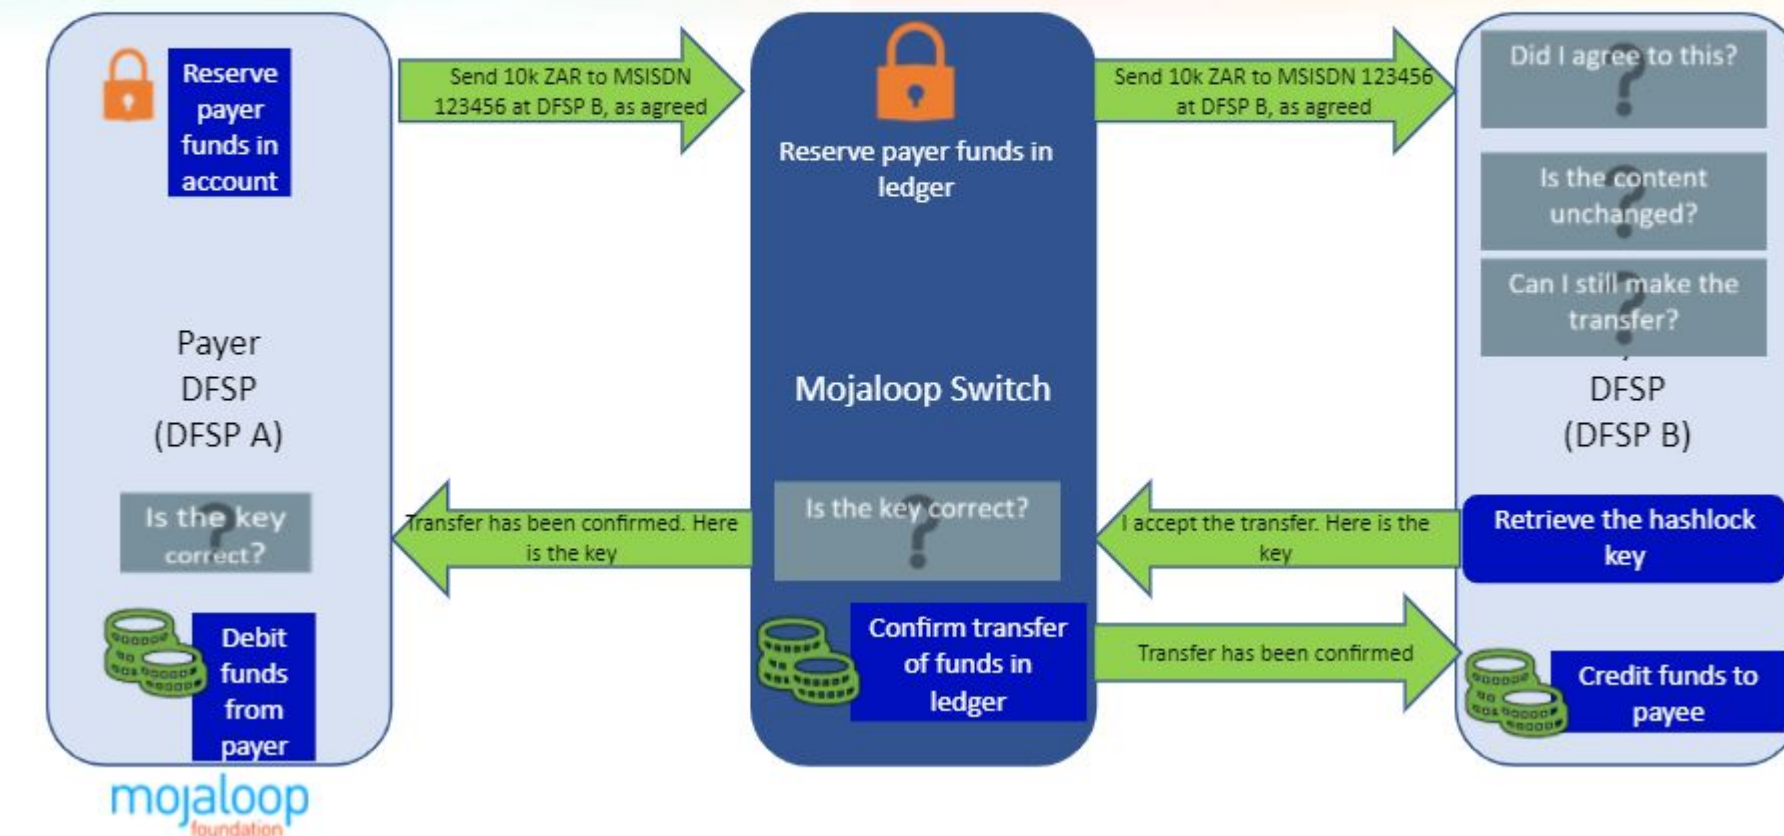 Reserve
payer
funds in
account
Send 10k ZAR to MSISDN
123456 at DFSP B, as agreed
Reserve payer funds in
ledger
Send 10k ZAR to MSISDN 123456
at DFSP B, as agreed
Did I agree to this?
Is the content
unchanged?
Can I still make the
transfer?
Payer
DFSP
(DFSP A)
Mojaloop Switch
DFSP
(DFSP B)
Is the key
correct?
Transfer has been confirmed. Here
is the key
Is the key correct?
I accept the transfer. Here is the
key
Retrieve the hashlock
key
Debit
funds
from
payer
Confirm transfer
of funds in
ledger
Transfer has been confirmed
Credit funds to
payee
mojaloop
foundation